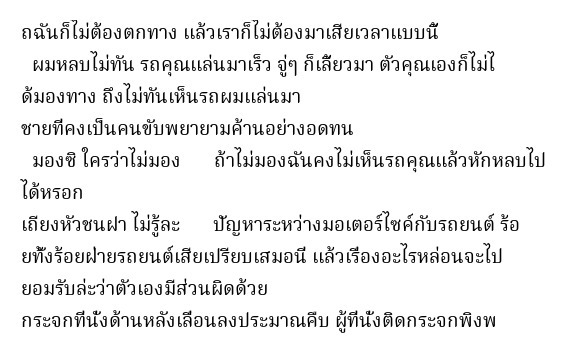 ถฉันก็ไม่ต้องตกทาง แล้วเราก็ไม่ต้องมาเสียเวลาแบบนี้
ผมหลบไม่ทัน รถคุณแล่นมาเร็ว จู่ๆ ก็เลี้ยวมา ตัวคุณเองก็ไม่ไ
ด้มองทาง ถึงไม่ทันเห็นรถผมแล่นมา
ชายที่คงเป็นคนขับพยายามค้านอย่างอดทน
มองซิ ใครว่าไม่มอง ถ้าไม่มองฉันคงไม่เห็นรถคุณแล้วหักหลบไป
ได้หรอก
เถียงหัวชนฝา ไม่รู้ละ ปัญหาระหว่างมอเตอร์ไซค์กับรถยนต์ ร้อ
ยทั้งร้อยฝ่ายรถยนต์เสียเปรียบเสมอนี่ แล้วเรื่องอะไรหล่อนจะไป
ยอมรับล่ะว่าตัวเองมีส่วนผิดด้วย
กระจกที่นั่งด้านหลังเลื่อนลงประมาณคืบ ผู้ที่นั่งติดกระจกพึงพ